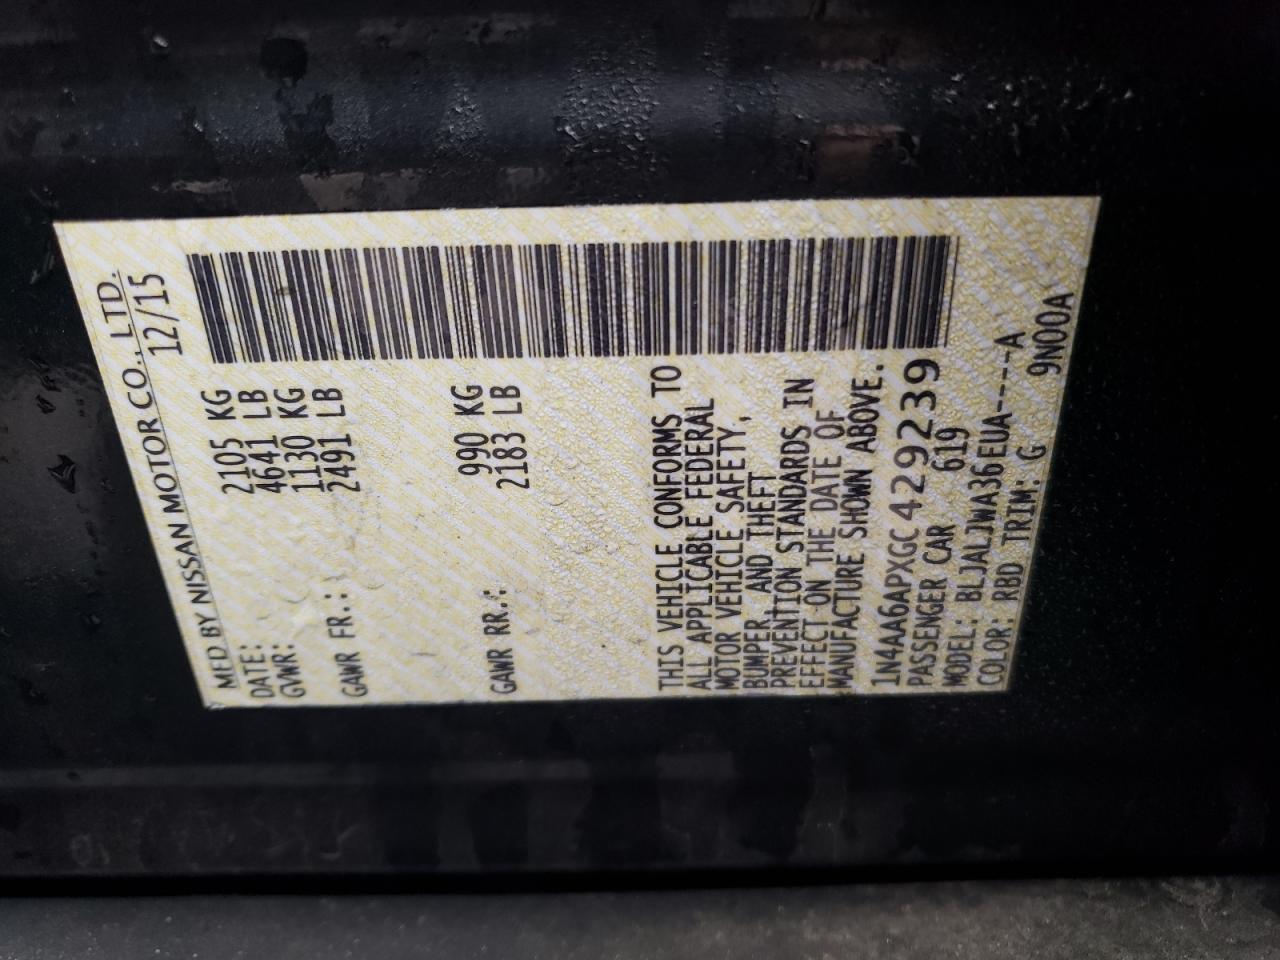 MFD. BY NISSAN MOTOR CO., LTD.
DATE: 12/15
GVWR: 2105 KG
4641 LB
GAWR FR.: 1130 KG
2491 LB
GAWR RR.: 990 KG
2183 LB
THIS VEHICLE CONFORMS TO
ALL APPLICABLE FEDERAL
MOTOR VEHICLE SAFETY,
BUMPER, AND THEFT
PREVENTION STANDARDS IN
EFFECT ON THE DATE OF
MANUFACTURE SHOWN ABOVE.
1N4AA6APXGC429239
PASSENGER CAR 619
MODEL: BLJALJWA36EUA-----A
COLOR: RBD TRIM: G 9N00A